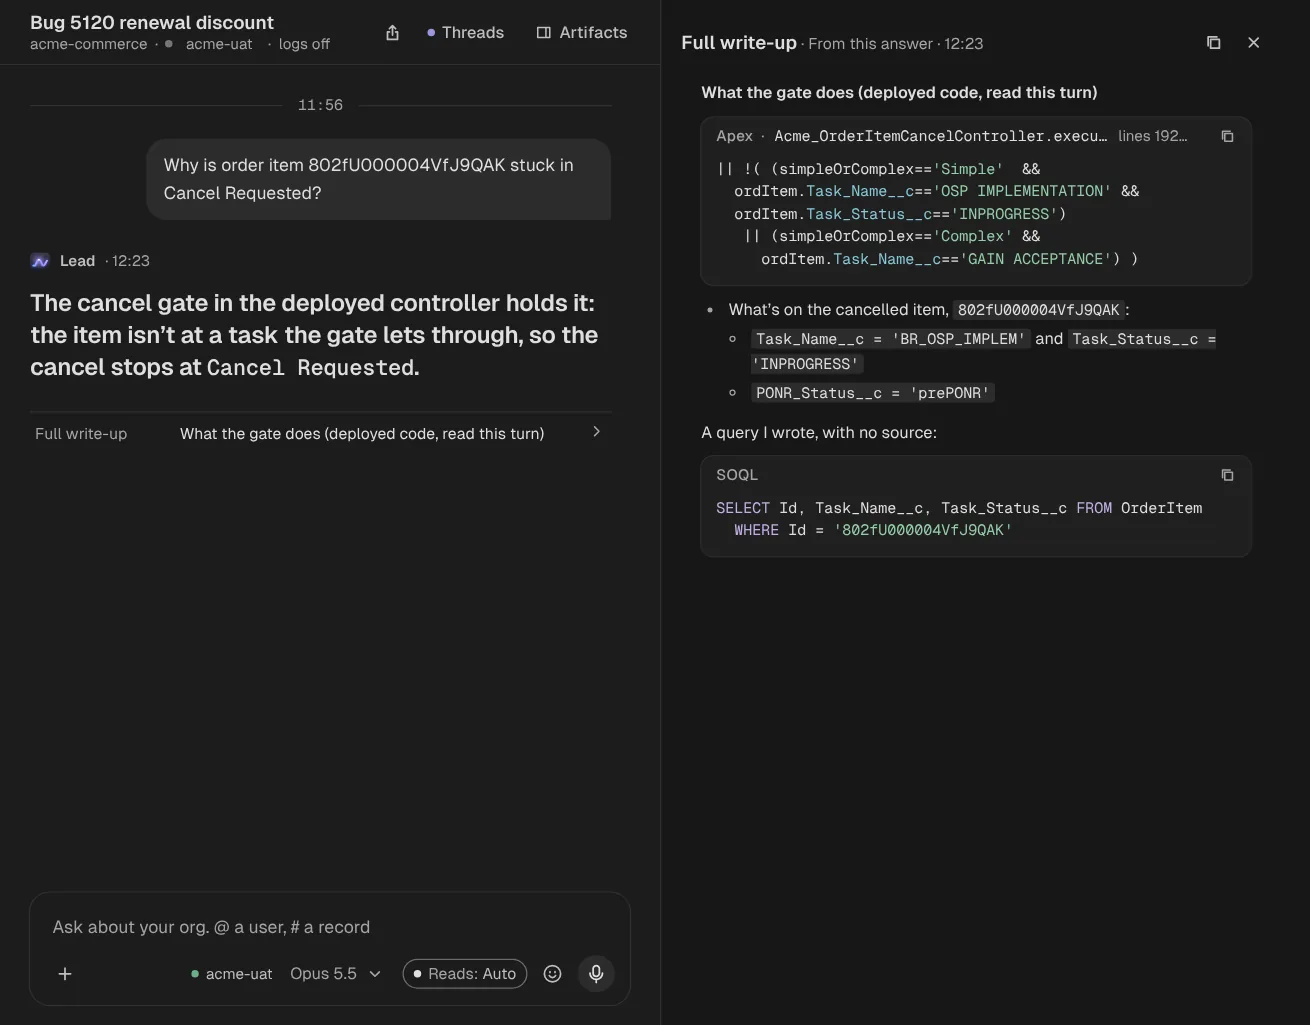 Bug 5120 renewal discount
acme-commerce · acme-uat · logs off
Threads
Artifacts
11:56
Why is order item 802fU000004VfJ9QAK stuck in
Cancel Requested?
Lead · 12:23
The cancel gate in the deployed controller holds it:
the item isn’t at a task the gate lets through, so the
cancel stops at Cancel Requested.
Full write-up What the gate does (deployed code, read this turn)
Ask about your org. @ a user, # a record
acme-uat Opus 5.5 Reads: Auto
Full write-up · From this answer · 12:23
What the gate does (deployed code, read this turn)
Apex · Acme_OrderItemCancelController.execu… lines 192…
|| !( (simpleOrComplex=='Simple'  &&
ordItem.Task_Name__c=='OSP IMPLEMENTATION' &&
ordItem.Task_Status__c=='INPROGRESS')
|| (simpleOrComplex=='Complex' &&
ordItem.Task_Name__c=='GAIN ACCEPTANCE') )
What’s on the cancelled item, 802fU000004VfJ9QAK:
Task_Name__c = 'BR_OSP_IMPLEM' and Task_Status__c =
'INPROGRESS'
PONR_Status__c = 'prePONR'
A query I wrote, with no source:
SOQL
SELECT Id, Task_Name__c, Task_Status__c FROM OrderItem
WHERE Id = '802fU000004VfJ9QAK'